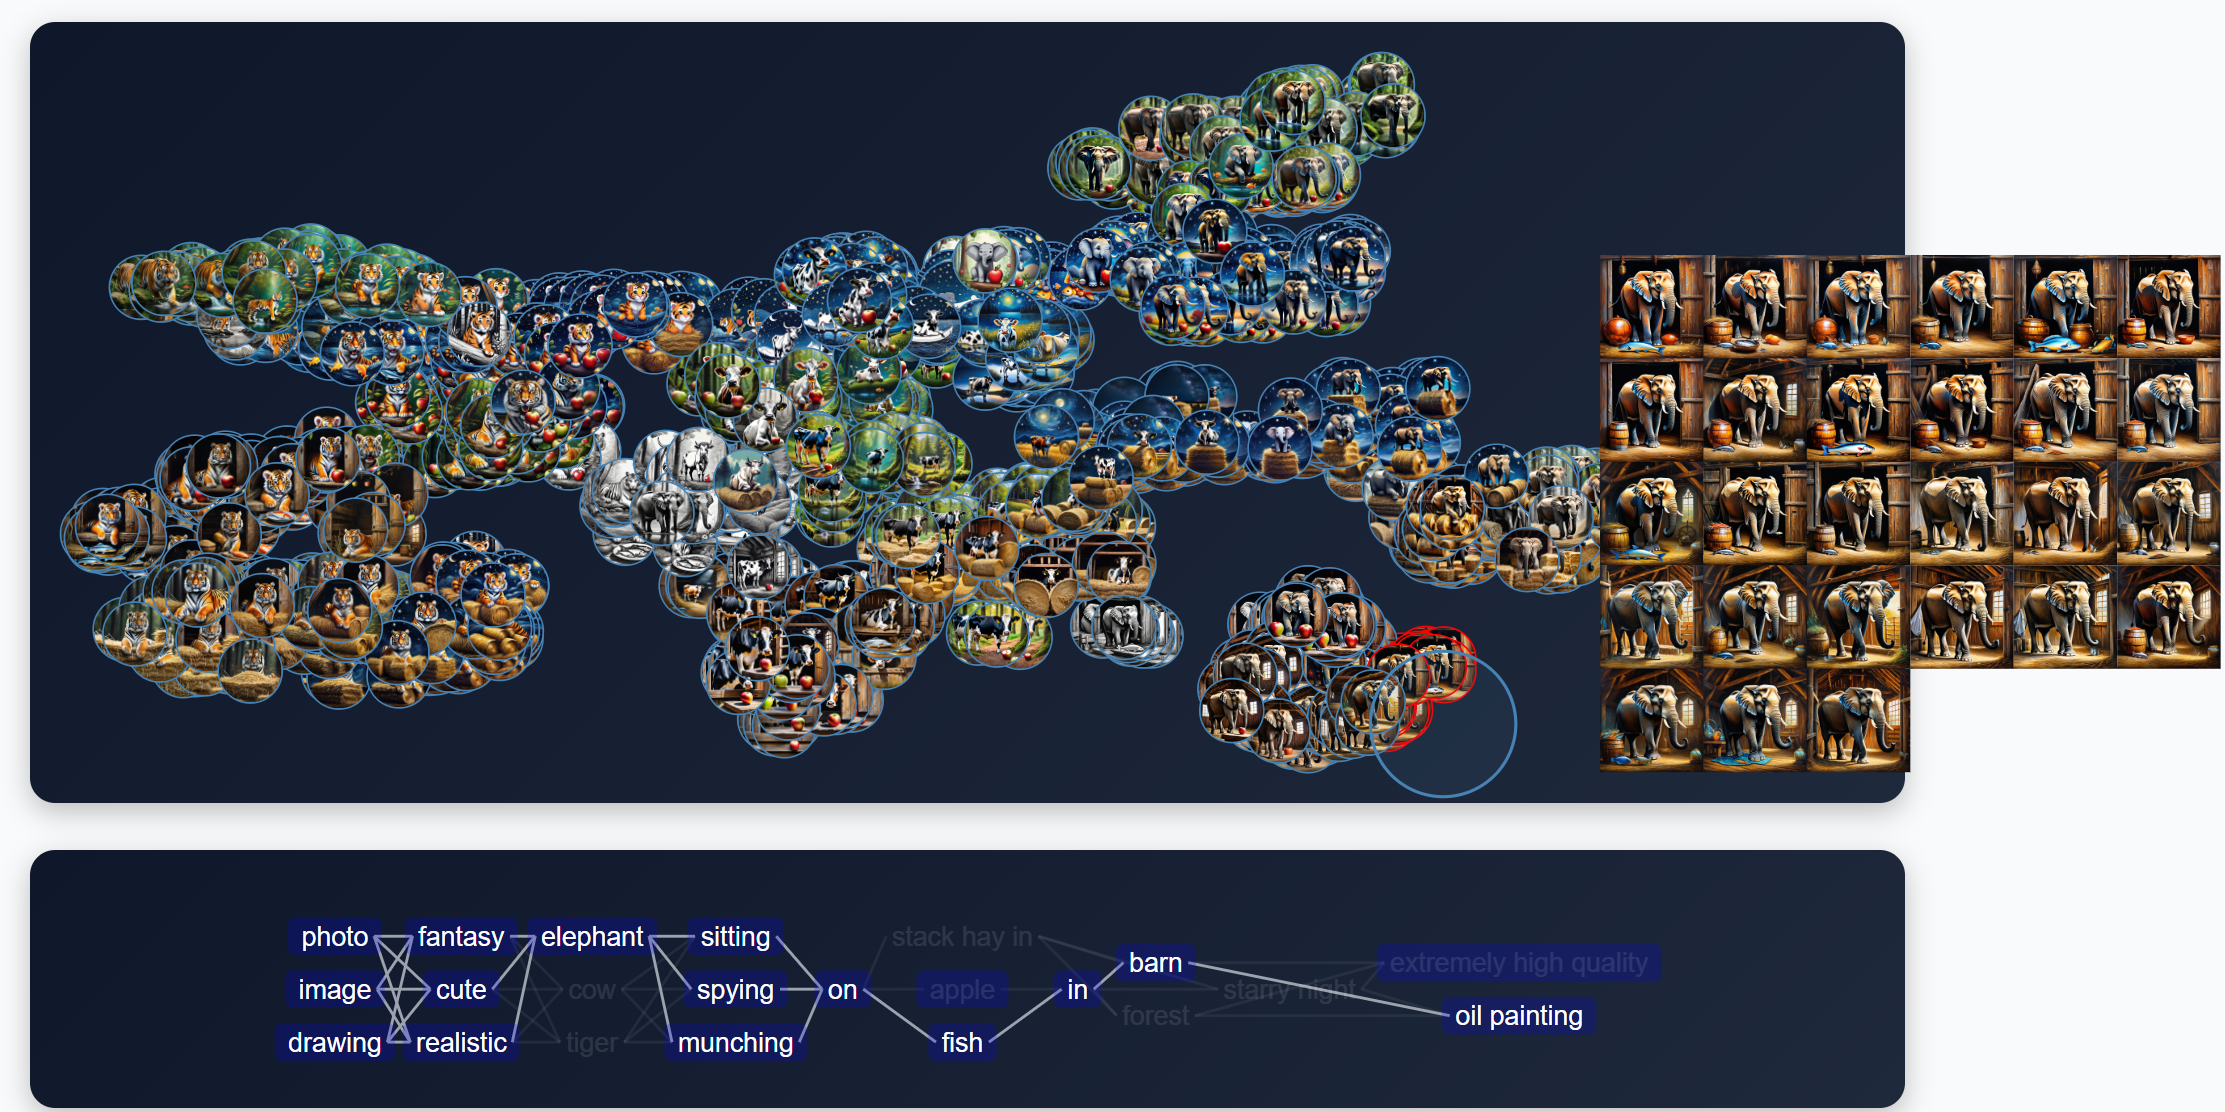 photo fantasy elephant sitting stack hay in barn extremely high quality
image cute cow spying on apple in starry night oil painting
drawing realistic tiger munching fish forest